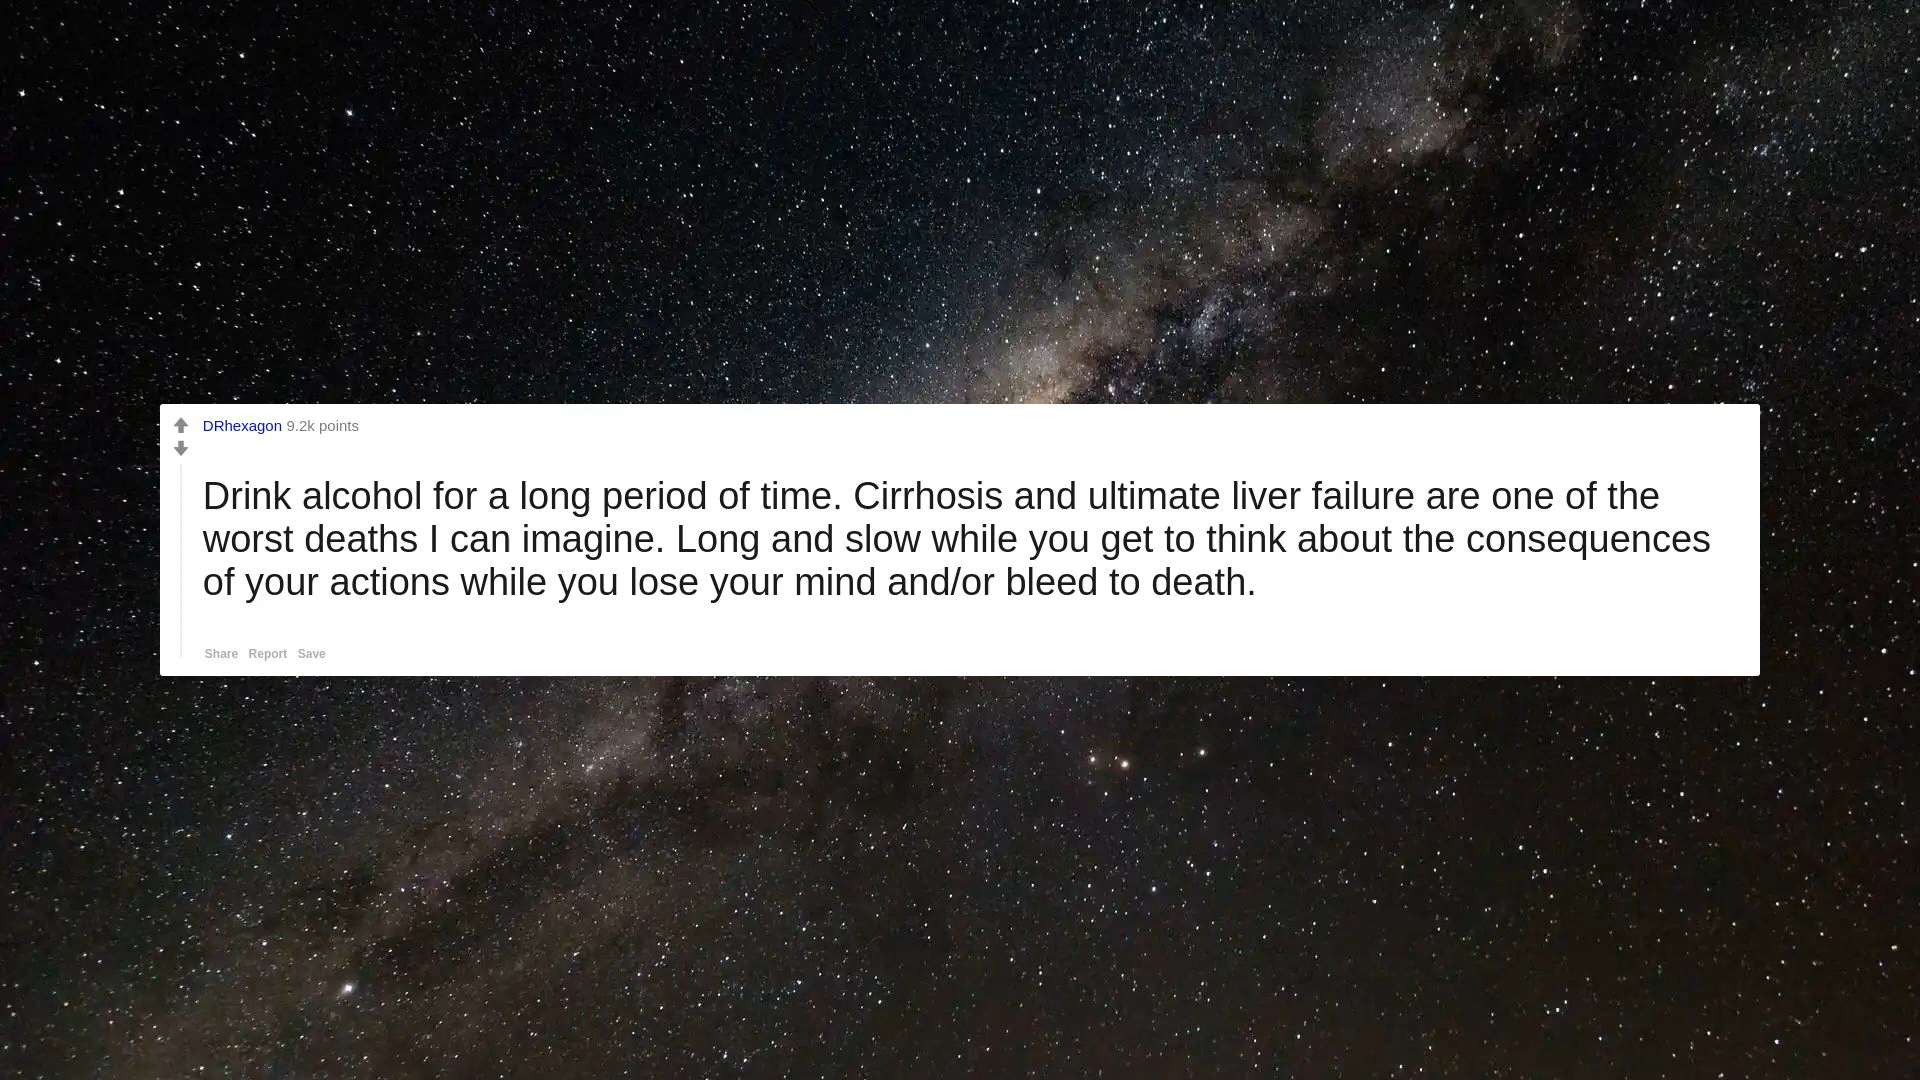 DRhexagon 9.2k points
Drink alcohol for a long period of time. Cirrhosis and ultimate liver failure are one of the
worst deaths I can imagine. Long and slow while you get to think about the consequences
of your actions while you lose your mind and/or bleed to death.
Share Report Save